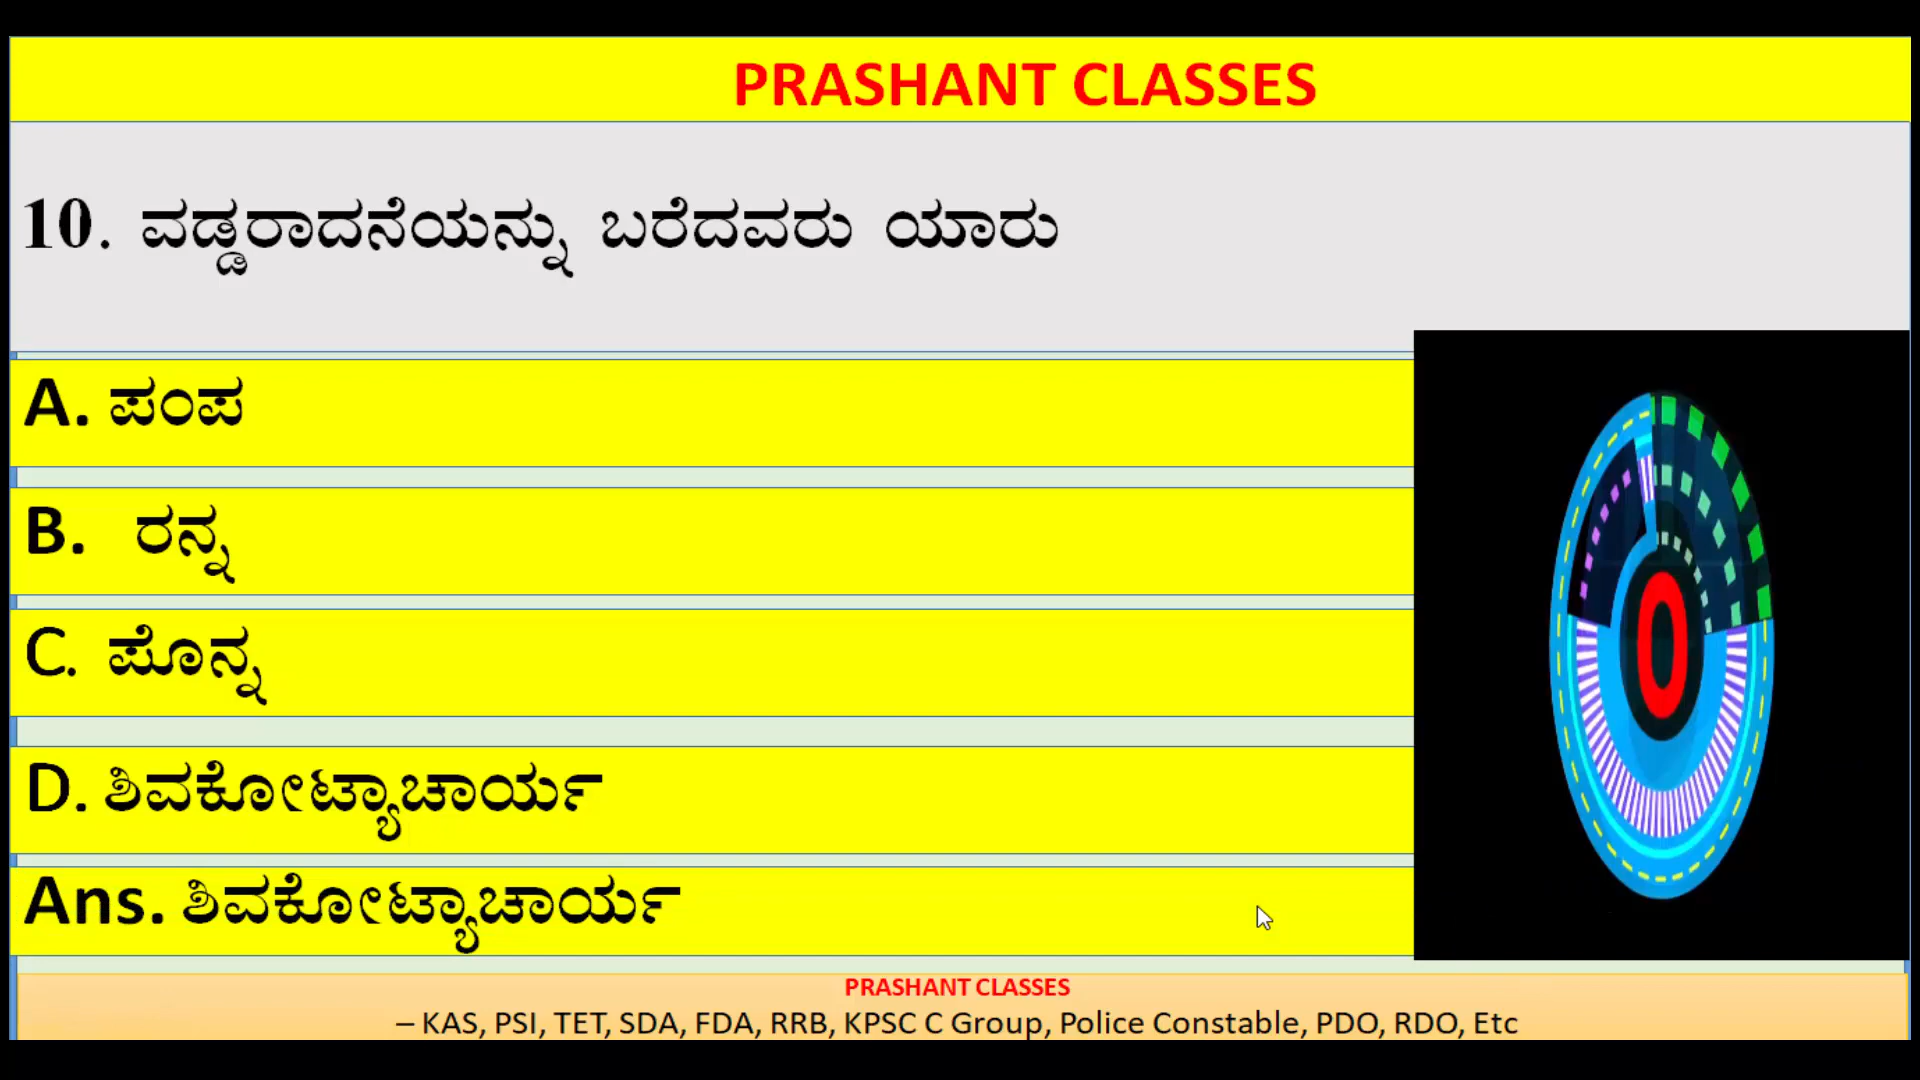 PRASHANT CLASSES
10. ವಡ್ಡರಾದನೆಯನ್ನು ಬರೆದವರು ಯಾರು
A. ಪಂಪ
B. ರನ್ನ
C. ಪೊನ್ನ
D. ಶಿವಕೋಟ್ಯಾಚಾರ್ಯ
Ans. ಶಿವಕೋಟ್ಯಾಚಾರ್ಯ
0
PRASHANT CLASSES
– KAS, PSI, TET, SDA, FDA, RRB, KPSC C Group, Police Constable, PDO, RDO, Etc